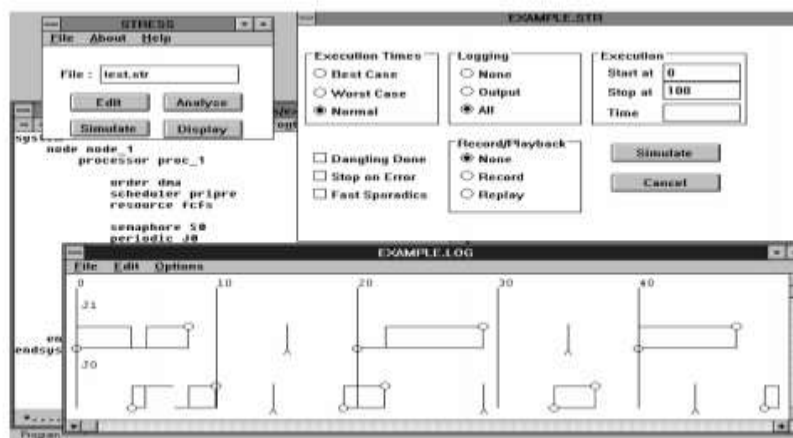 STRESS
File About Help
File : test.str
Edit Analyse
Simulate Display
EXAMPLE.STR
Execution Times
Best Case
Worst Case
Normal
Logging
None
Output
All
Execution
Start at 0
Stop at 100
Time
Dangling Done
Stop on Error
Fast Sporadics
Record/Playback
None
Record
Replay
Simulate
Cancel
system
node node_1
processor proc_1
order dma
scheduler pripre
resource fcfs
semaphore S0
periodic J0
endsys
EXAMPLE.LOG
File Edit Options
0 10 20 30 40
J1
J0